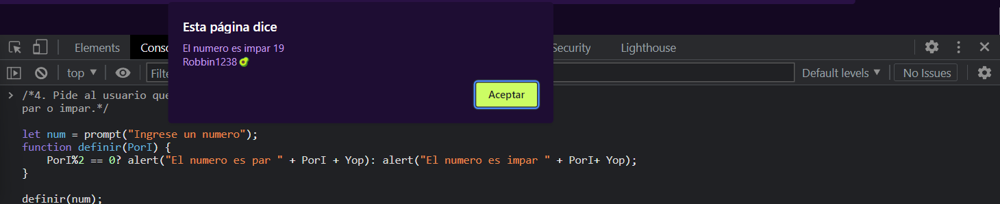 Esta página dice
El numero es impar 19
Robbin1238🥑
Aceptar
Elements Conso Security Lighthouse
top ▼ Filte Default levels ▼ No Issues
> /*4. Pide al usuario que
par o impar.*/
let num = prompt("Ingrese un numero");
function definir(PorI) {
PorI%2 == 0? alert("El numero es par " + PorI + Yop): alert("El numero es impar " + PorI+ Yop);
}
definir(num);